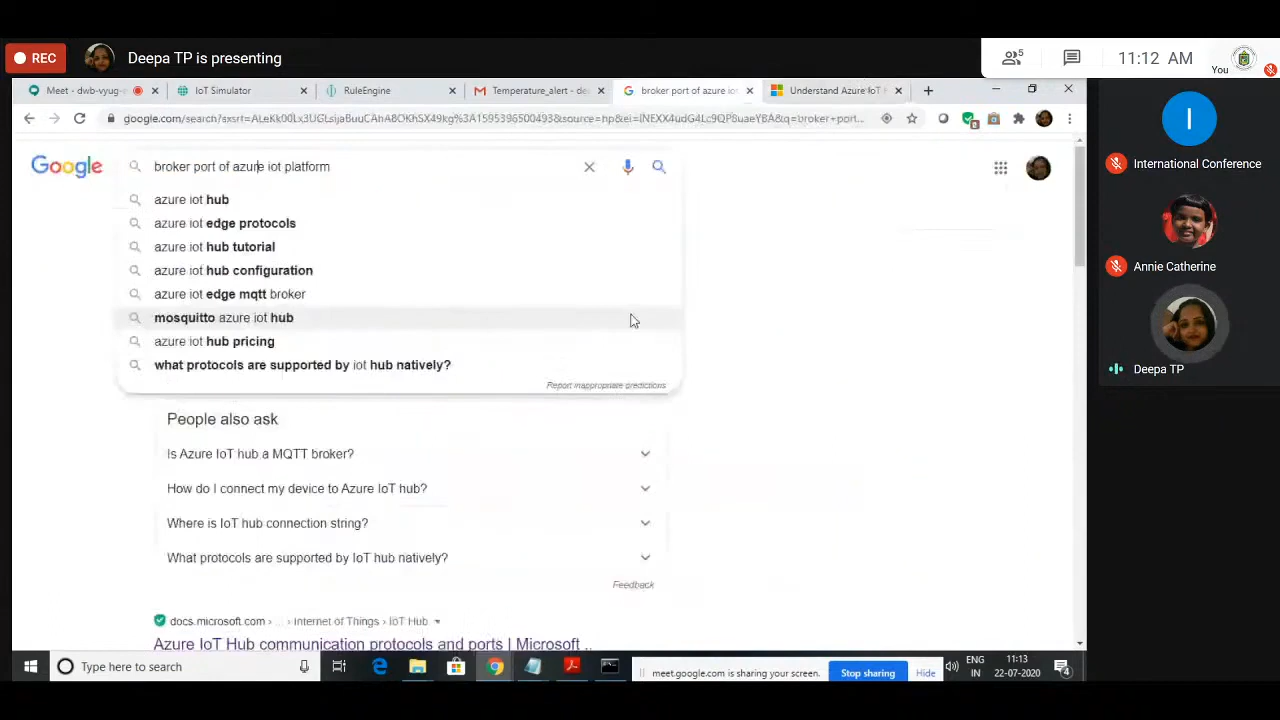 REC
Deepa TP is presenting
5
11:12 AM
You
Meet - dwb-vyug-
IoT Simulator
RuleEngine
Temperature_alert - de
broker port of azure io
Understand Azure IoT H
broker port of azure iot platform
Google
azure iot hub
azure iot edge protocols
azure iot hub tutorial
azure iot hub configuration
azure iot edge mqtt broker
mosquitto azure iot hub
azure iot hub pricing
what protocols are supported by iot hub natively?
Report inappropriate predictions
People also ask
Is Azure IoT hub a MQTT broker?
How do I connect my device to Azure IoT hub?
Where is IoT hub connection string?
What protocols are supported by IoT hub natively?
Feedback
docs.microsoft.com › ... › Internet of Things › IoT Hub
Azure IoT Hub communication protocols and ports | Microsoft ...
I
International Conference
Annie Catherine
Deepa TP
Type here to search
meet.google.com is sharing your screen.
Stop sharing
Hide
ENG
IN
11:13
22-07-2020
4